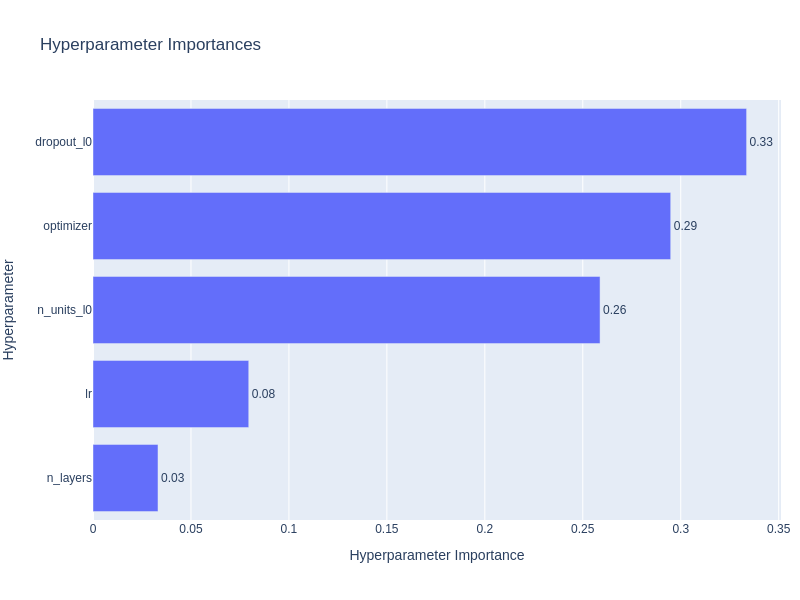 Hyperparameter Importances
Hyperparameter
dropout_l0
0.33
optimizer
0.29
n_units_l0
0.26
lr
0.08
n_layers
0.03
0
0.05
0.1
0.15
0.2
0.25
0.3
0.35
Hyperparameter Importance